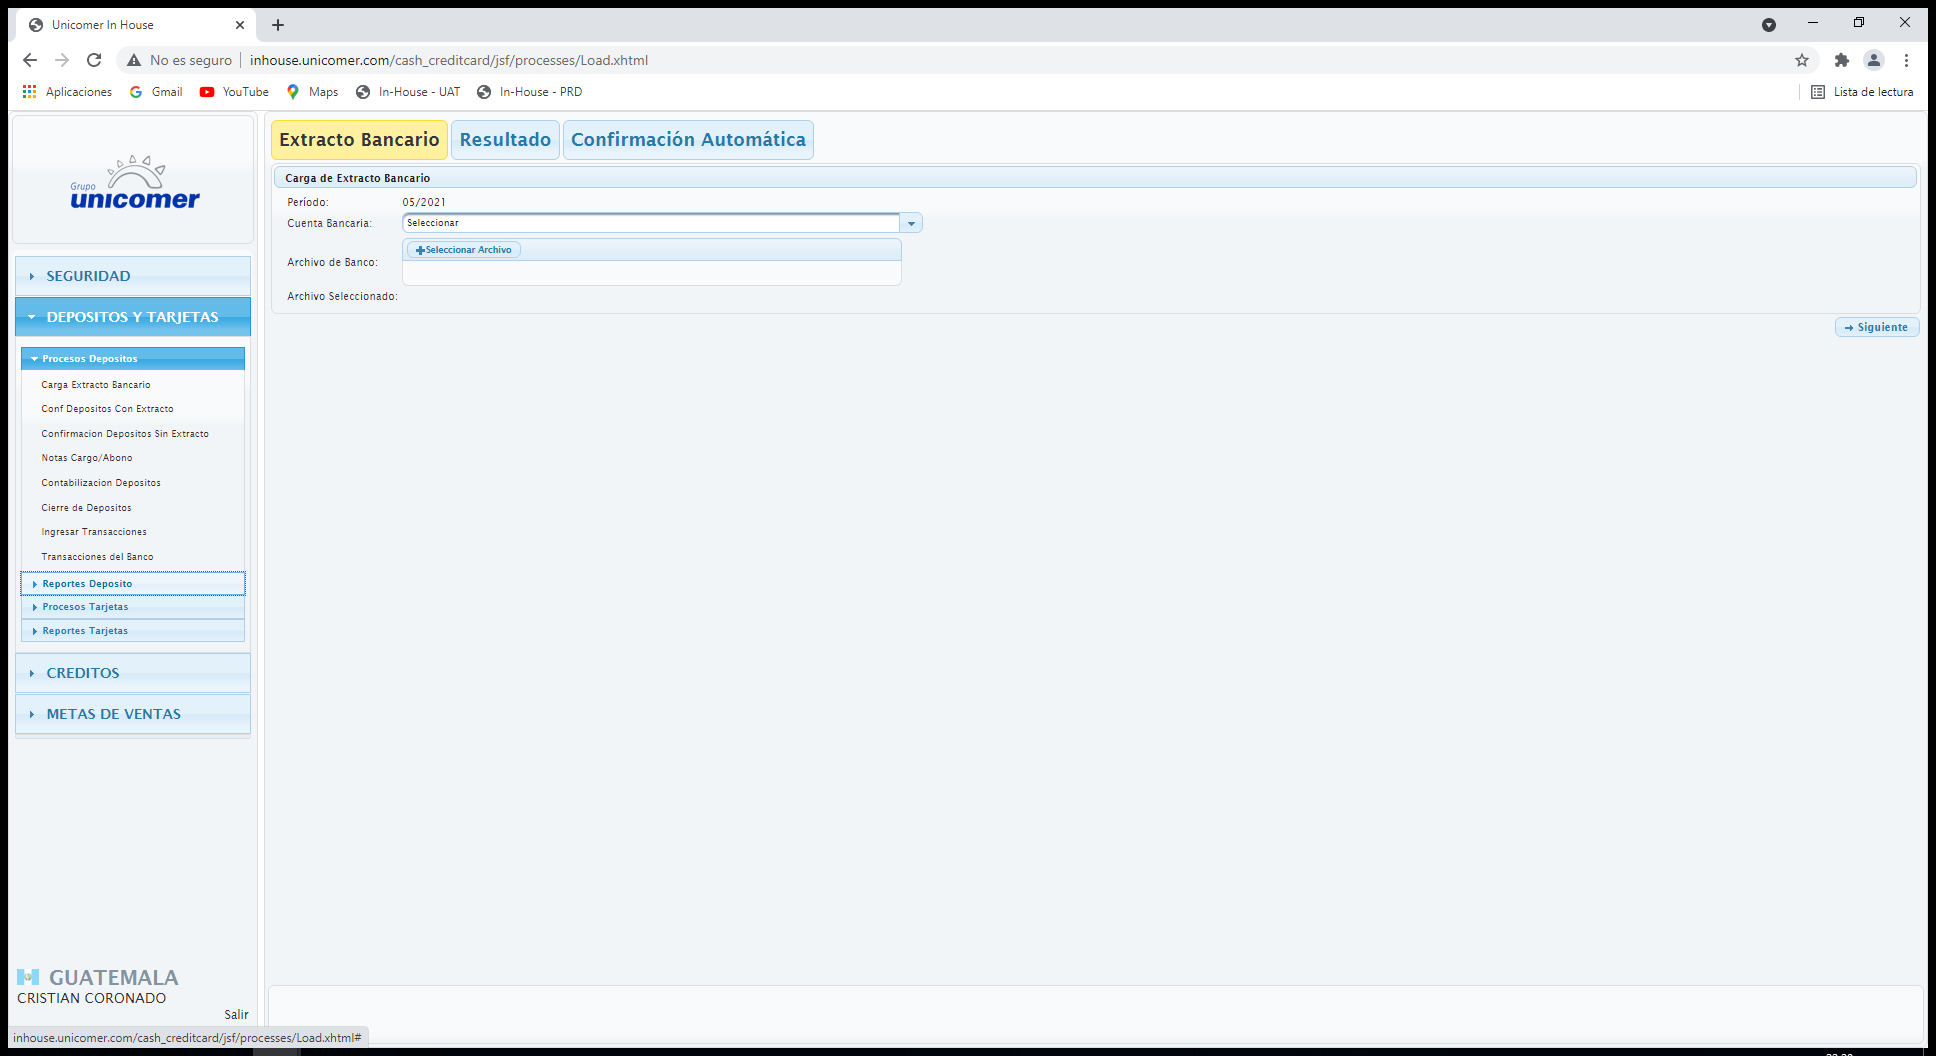 Unicomer In House
No es seguro
inhouse.unicomer.com/cash_creditcard/jsf/processes/Load.xhtml
Aplicaciones
Gmail
YouTube
Maps
In-House - UAT
In-House - PRD
Lista de lectura
Grupo
unicomer
SEGURIDAD
DEPOSITOS Y TARJETAS
Procesos Depositos
Carga Extracto Bancario
Conf Depositos Con Extracto
Confirmacion Depositos Sin Extracto
Notas Cargo/Abono
Contabilizacion Depositos
Cierre de Depositos
Ingresar Transacciones
Transacciones del Banco
Reportes Deposito
Procesos Tarjetas
Reportes Tarjetas
CREDITOS
METAS DE VENTAS
GUATEMALA
CRISTIAN CORONADO
Salir
inhouse.unicomer.com/cash_creditcard/jsf/processes/Load.xhtml#
Extracto Bancario
Resultado
Confirmación Automática
Carga de Extracto Bancario
Período: 05/2021
Cuenta Bancaria: Seleccionar
Archivo de Banco: Seleccionar Archivo
Archivo Seleccionado:
Siguiente